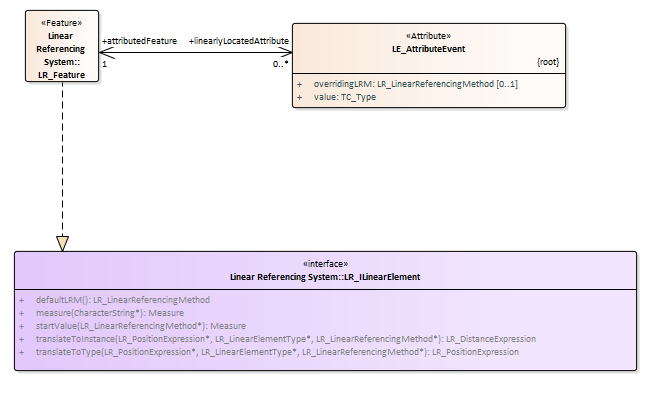 «Feature»
Linear
Referencing
System::
LR_Feature
+attributedFeature
+linearlyLocatedAttribute
1
0..*
«Attribute»
LE_AttributeEvent
{root}
+ overridingLRM: LR_LinearReferencingMethod [0..1]
+ value: TC_Type
«interface»
Linear Referencing System::LR_ILinearElement
+ defaultLRM(): LR_LinearReferencingMethod
+ measure(CharacterString*): Measure
+ startValue(LR_LinearReferencingMethod*): Measure
+ translateToInstance(LR_PositionExpression*, LR_LinearElementType*, LR_LinearReferencingMethod*): LR_DistanceExpression
+ translateToType(LR_PositionExpression*, LR_LinearElementType*, LR_LinearReferencingMethod*): LR_PositionExpression